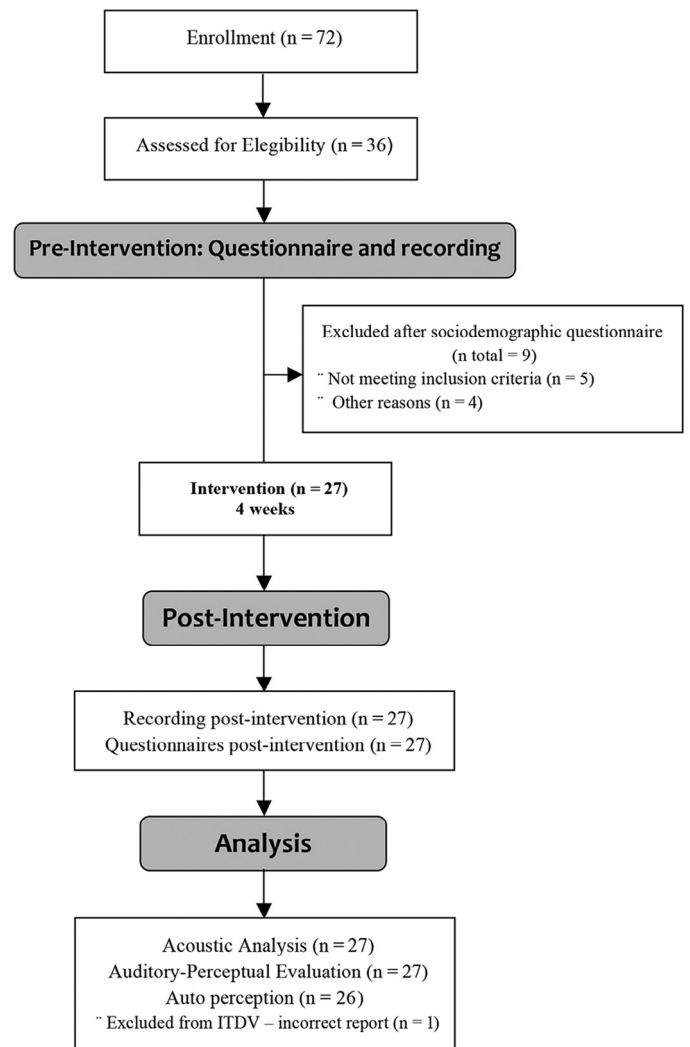 Enrollment (n = 72)
Assessed for Elegibility (n = 36)
Pre-Intervention: Questionnaire and recording
Excluded after sociodemographic questionnaire
(n total = 9)
¨ Not meeting inclusion criteria (n = 5)
¨ Other reasons (n = 4)
Intervention (n = 27)
4 weeks
Post-Intervention
Recording post-intervention (n = 27)
Questionnaires post-intervention (n = 27)
Analysis
Acoustic Analysis (n = 27)
Auditory-Perceptual Evaluation (n = 27)
Auto perception (n = 26)
¨ Excluded from ITDV – incorrect report (n = 1)